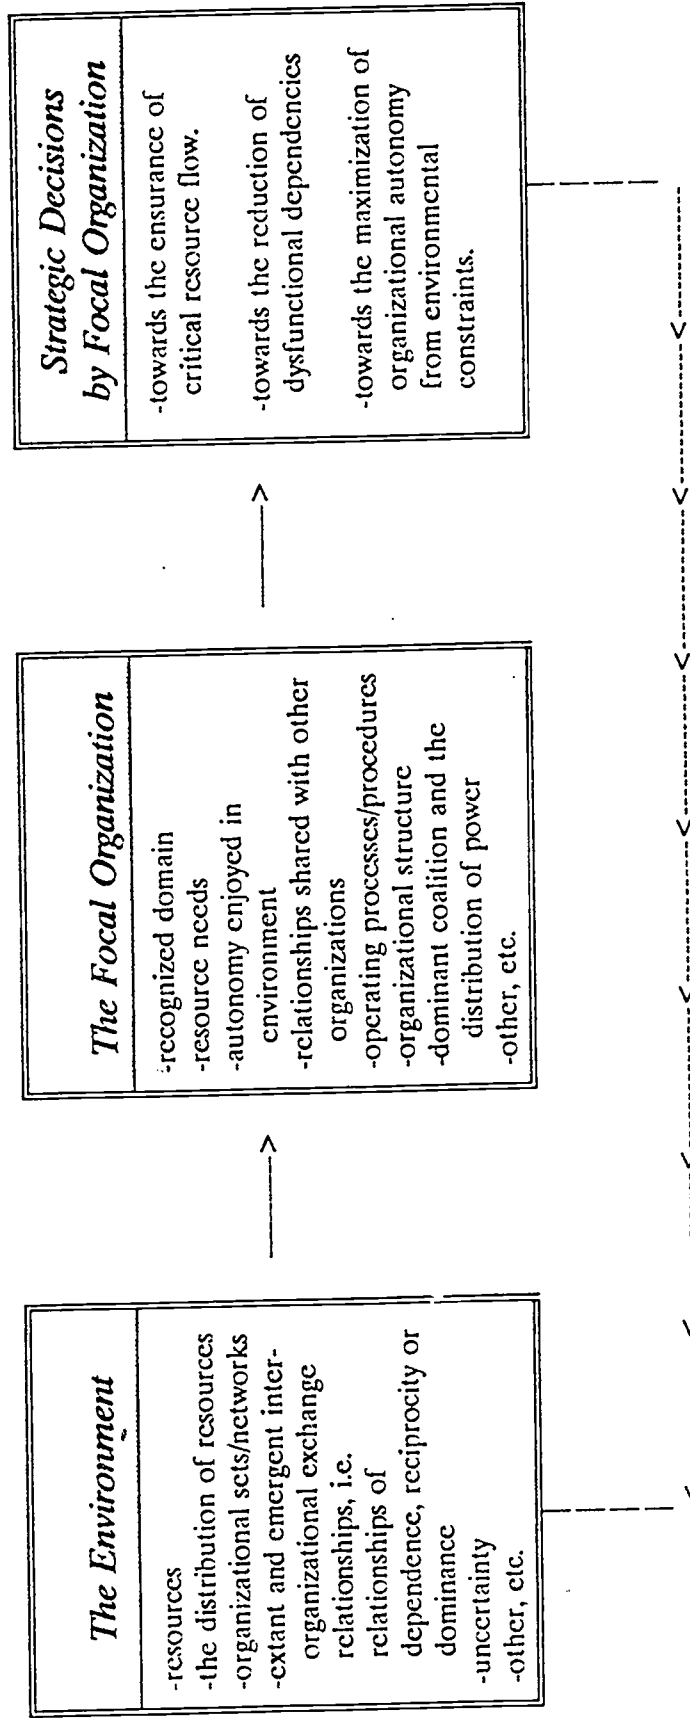 The Environment
-resources
-the distribution of resources
-organizational sets/networks
-extant and emergent inter-
organizational exchange
relationships, i.e.
relationships of
dependence, reciprocity or
dominance
-uncertainty
-other, etc.
The Focal Organization
-recognized domain
-resource needs
-autonomy enjoyed in
environment
-relationships shared with other
organizations
-operating processes/procedures
-organizational structure
-dominant coalition and the
distribution of power
-other, etc.
Strategic Decisions
by Focal Organization
-towards the ensurance of
critical resource flow.
-towards the reduction of
dysfunctional dependencies
-towards the maximization of
organizational autonomy
from environmental
constraints.